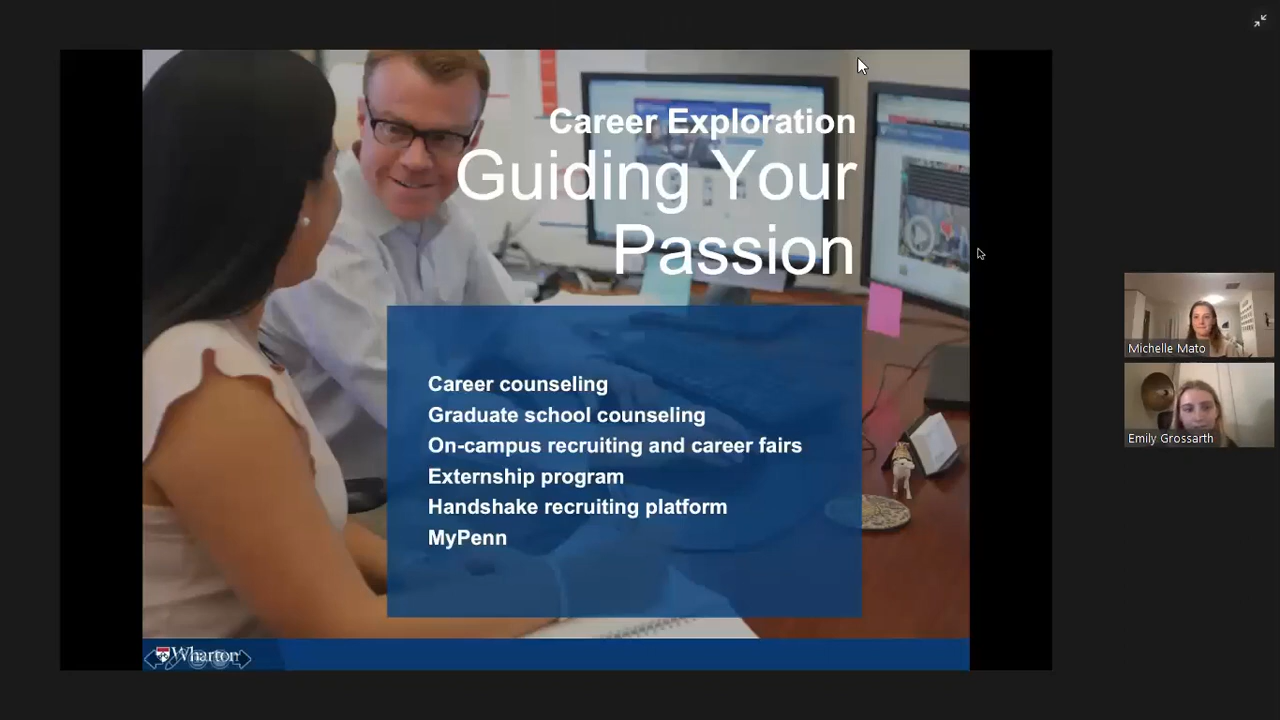 Career Exploration
Guiding Your
Passion
Career counseling
Graduate school counseling
On-campus recruiting and career fairs
Externship program
Handshake recruiting platform
MyPenn
Wharton
Michelle Mato
Emily Grossarth